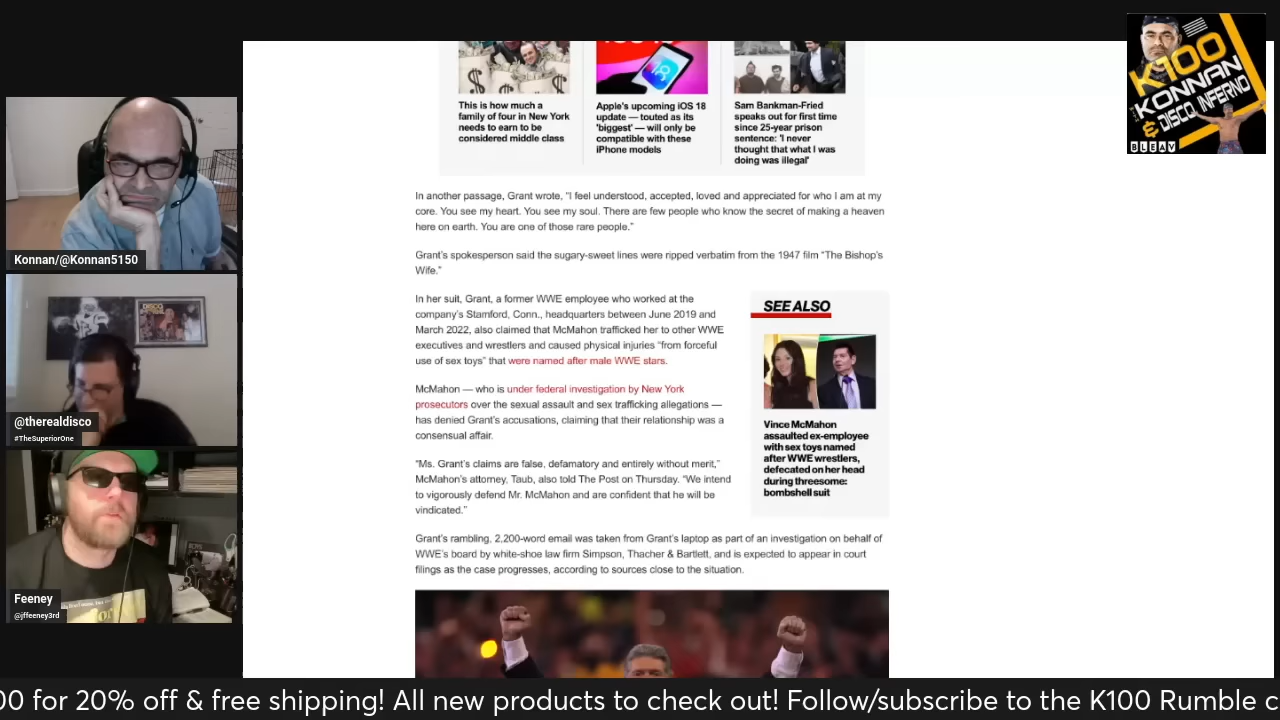 This is how much a
family of four in New York
needs to earn to be
considered middle class
Apple's upcoming iOS 18
update — touted as its
'biggest' — will only be
compatible with these
iPhone models
Sam Bankman-Fried
speaks out for first time
since 25-year prison
sentence: 'I never
thought that what I was
doing was illegal'
In another passage, Grant wrote, “I feel understood, accepted, loved and appreciated for who I am at my
core. You see my heart. You see my soul. There are few people who know the secret of making a heaven
here on earth. You are one of those rare people.”
Grant’s spokesperson said the sugary-sweet lines were ripped verbatim from the 1947 film “The Bishop’s
Wife.”
In her suit, Grant, a former WWE employee who worked at the
company’s Stamford, Conn., headquarters between June 2019 and
March 2022, also claimed that McMahon trafficked her to other WWE
executives and wrestlers and caused physical injuries “from forceful
use of sex toys” that were named after male WWE stars.
McMahon — who is under federal investigation by New York
prosecutors over the sexual assault and sex trafficking allegations —
has denied Grant’s accusations, claiming that their relationship was a
consensual affair.
“Ms. Grant’s claims are false, defamatory and entirely without merit,”
McMahon’s attorney, Taub, also told The Post on Thursday. “We intend
to vigorously defend Mr. McMahon and are confident that he will be
vindicated.”
SEE ALSO
Vince McMahon
assaulted ex-employee
with sex toys named
after WWE wrestlers,
defecated on her head
during threesome:
bombshell suit
Grant’s rambling, 2,200-word email was taken from Grant’s laptop as part of an investigation on behalf of
WWE’s board by white-shoe law firm Simpson, Thacher & Bartlett, and is expected to appear in court
filings as the case progresses, according to sources close to the situation.
Konnan/@Konnan5150
@therealdisco
#TheSuperiorOne
Feeney
@jffeeney3rd
K100
KONNAN
& DISCO INFERNO
BLEAV
00 for 20% off & free shipping! All new products to check out! Follow/subscribe to the K100 Rumble c